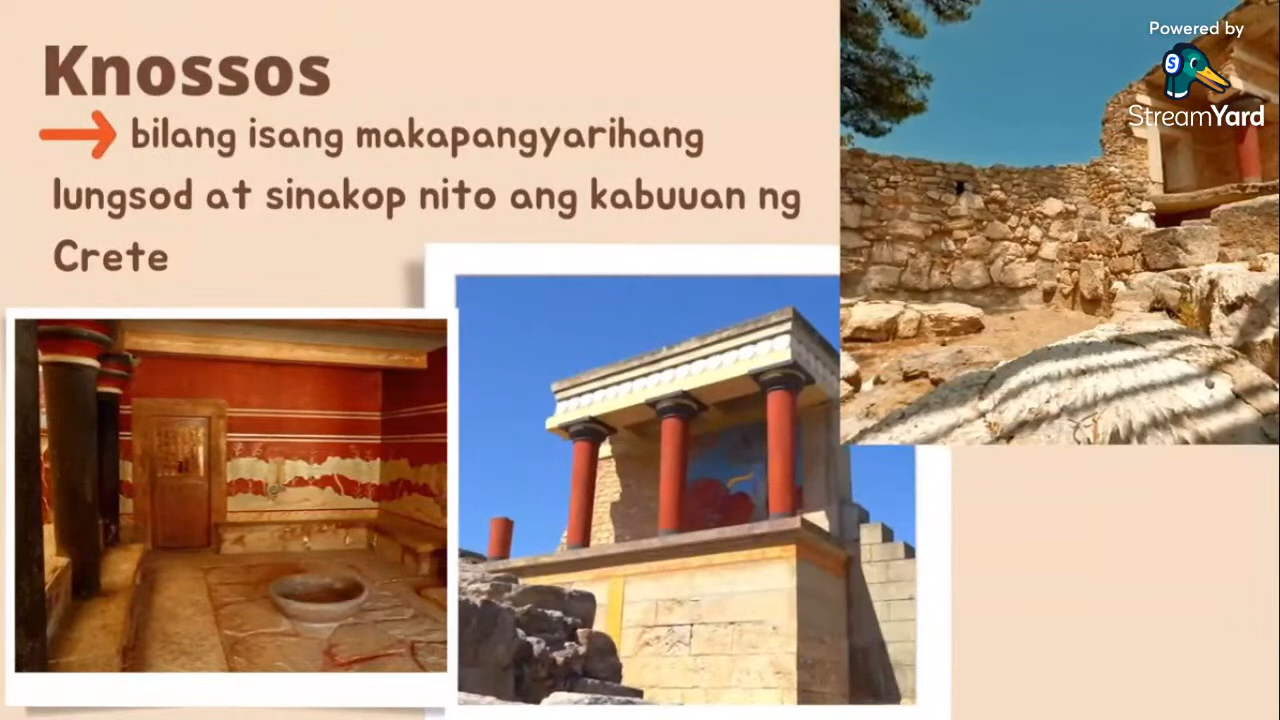 Knossos
bilang isang makapangyarihang
lungsod at sinakop nito ang kabuuan ng
Crete
Powered by
StreamYard